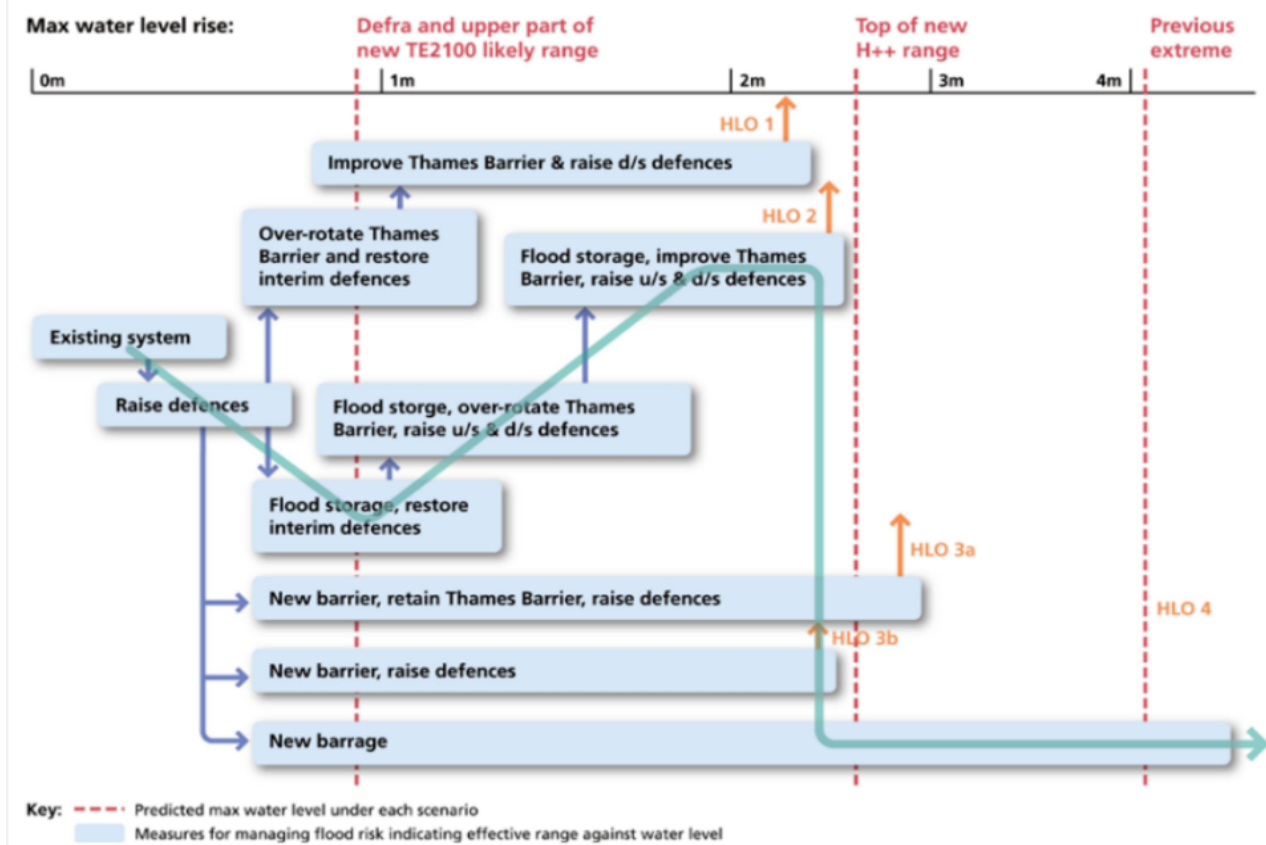 Max water level rise:
Defra and upper part of
new TE2100 likely range
Top of new
H++ range
Previous
extreme
0m
1m
2m
3m
4m
HLO 1
Improve Thames Barrier & raise d/s defences
HLO 2
Over-rotate Thames
Barrier and restore
interim defences
Flood storage, improve Thames
Barrier, raise u/s & d/s defences
Existing system
Raise defences
Flood storge, over-rotate Thames
Barrier, raise u/s & d/s defences
Flood storage, restore
interim defences
HLO 3a
New barrier, retain Thames Barrier, raise defences
HLO 4
HLO 3b
New barrier, raise defences
New barrage
Key:
Predicted max water level under each scenario
Measures for managing flood risk indicating effective range against water level